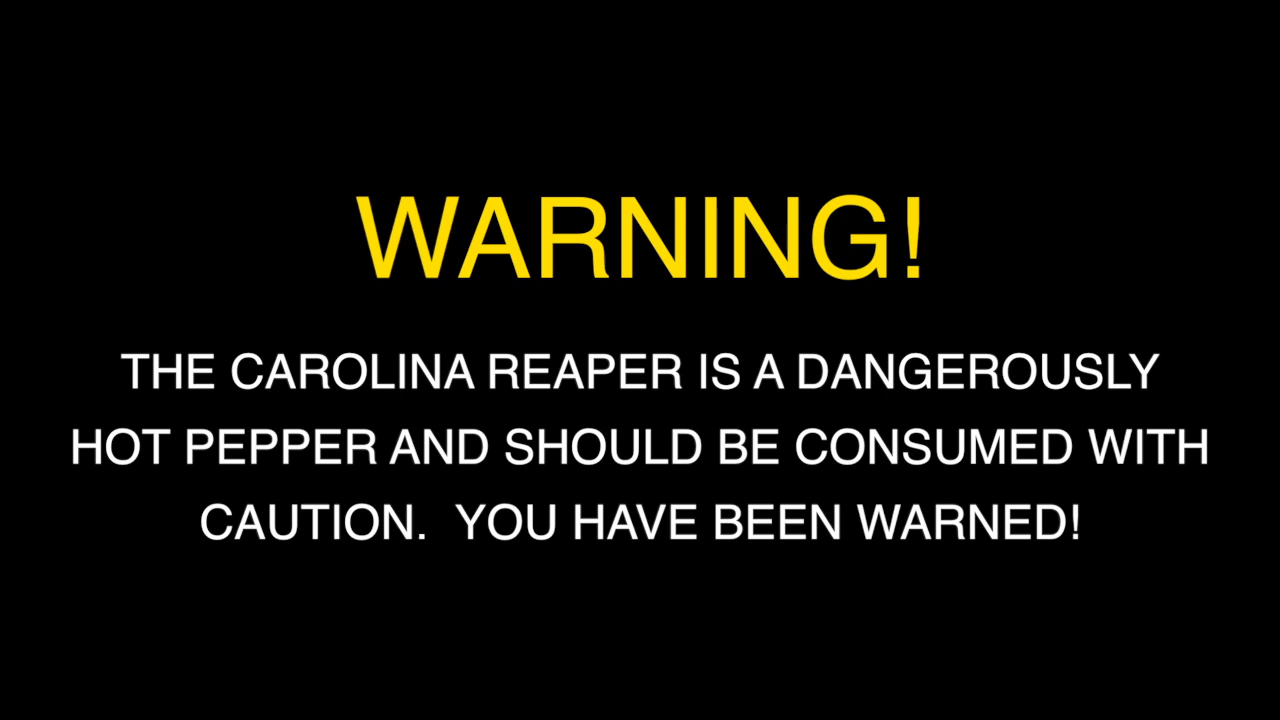 WARNING!
THE CAROLINA REAPER IS A DANGEROUSLY
HOT PEPPER AND SHOULD BE CONSUMED WITH
CAUTION.  YOU HAVE BEEN WARNED!